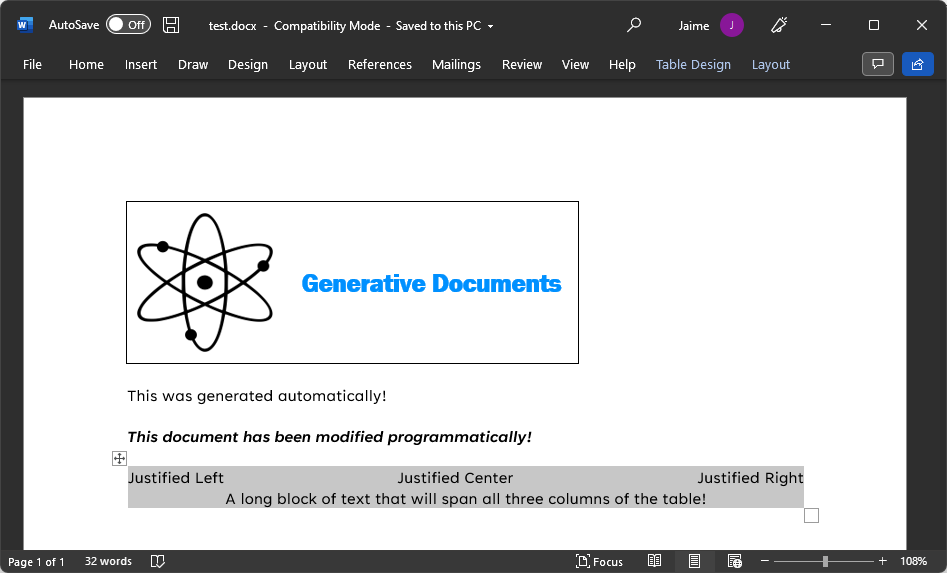 AutoSave Off test.docx - Compatibility Mode - Saved to this PC Jaime J
File Home Insert Draw Design Layout References Mailings Review View Help Table Design Layout
Generative Documents
This was generated automatically!
This document has been modified programmatically!
Justified Left Justified Center Justified Right
A long block of text that will span all three columns of the table!
Page 1 of 1 32 words Focus 108%